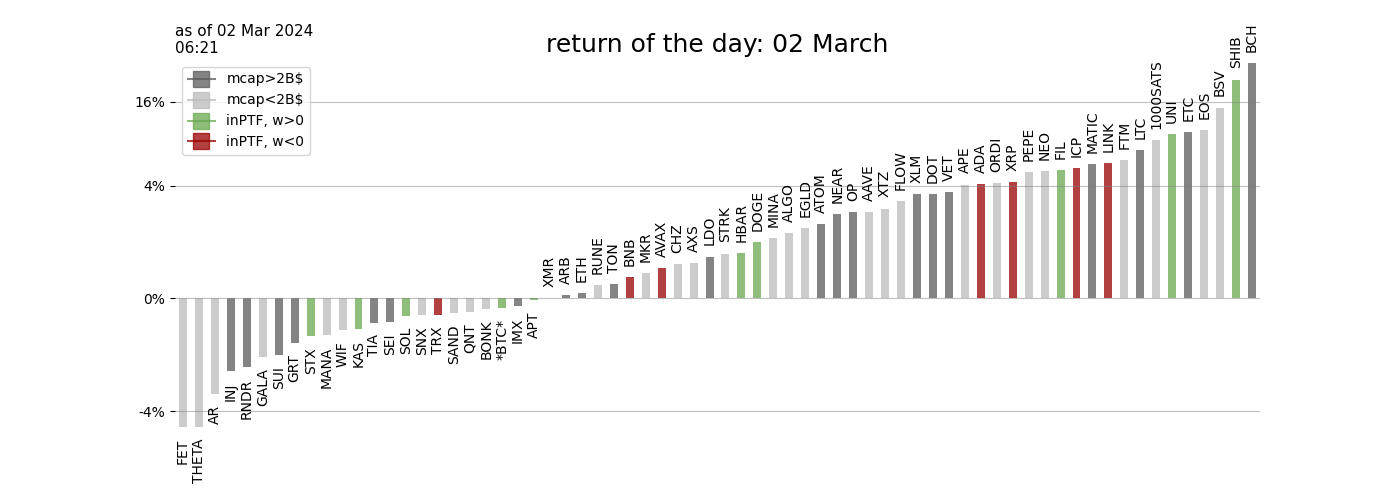 as of 02 Mar 2024
06:21
return of the day: 02 March
mcap>2B$
mcap<2B$
inPTF, w>0
inPTF, w<0
16%
4%
0%
-4%
FET
THETA
AR
INJ
RNDR
GALA
SUI
GRT
STX
MANA
WIF
KAS
TIA
SEI
SOL
SNX
TRX
SAND
QNT
BONK
*BTC*
IMX
APT
XMR
ARB
ETH
RUNE
TON
BNB
MKR
AVAX
CHZ
AXS
LDO
STRK
HBAR
DOGE
MINA
ALGO
EGLD
ATOM
NEAR
OP
AAVE
XTZ
FLOW
XLM
DOT
VET
APE
ADA
ORDI
XRP
PEPE
NEO
FIL
ICP
MATIC
LINK
FTM
LTC
1000SATS
UNI
ETC
EOS
BSV
SHIB
BCH